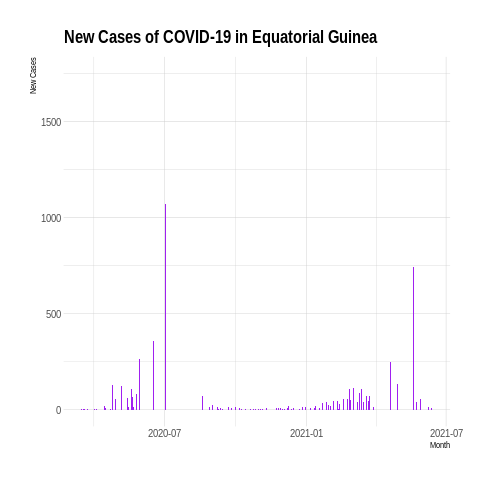 New Cases of COVID-19 in Equatorial Guinea
New Cases
1500
1000
500
0
2020-07
2021-01
2021-07
Month